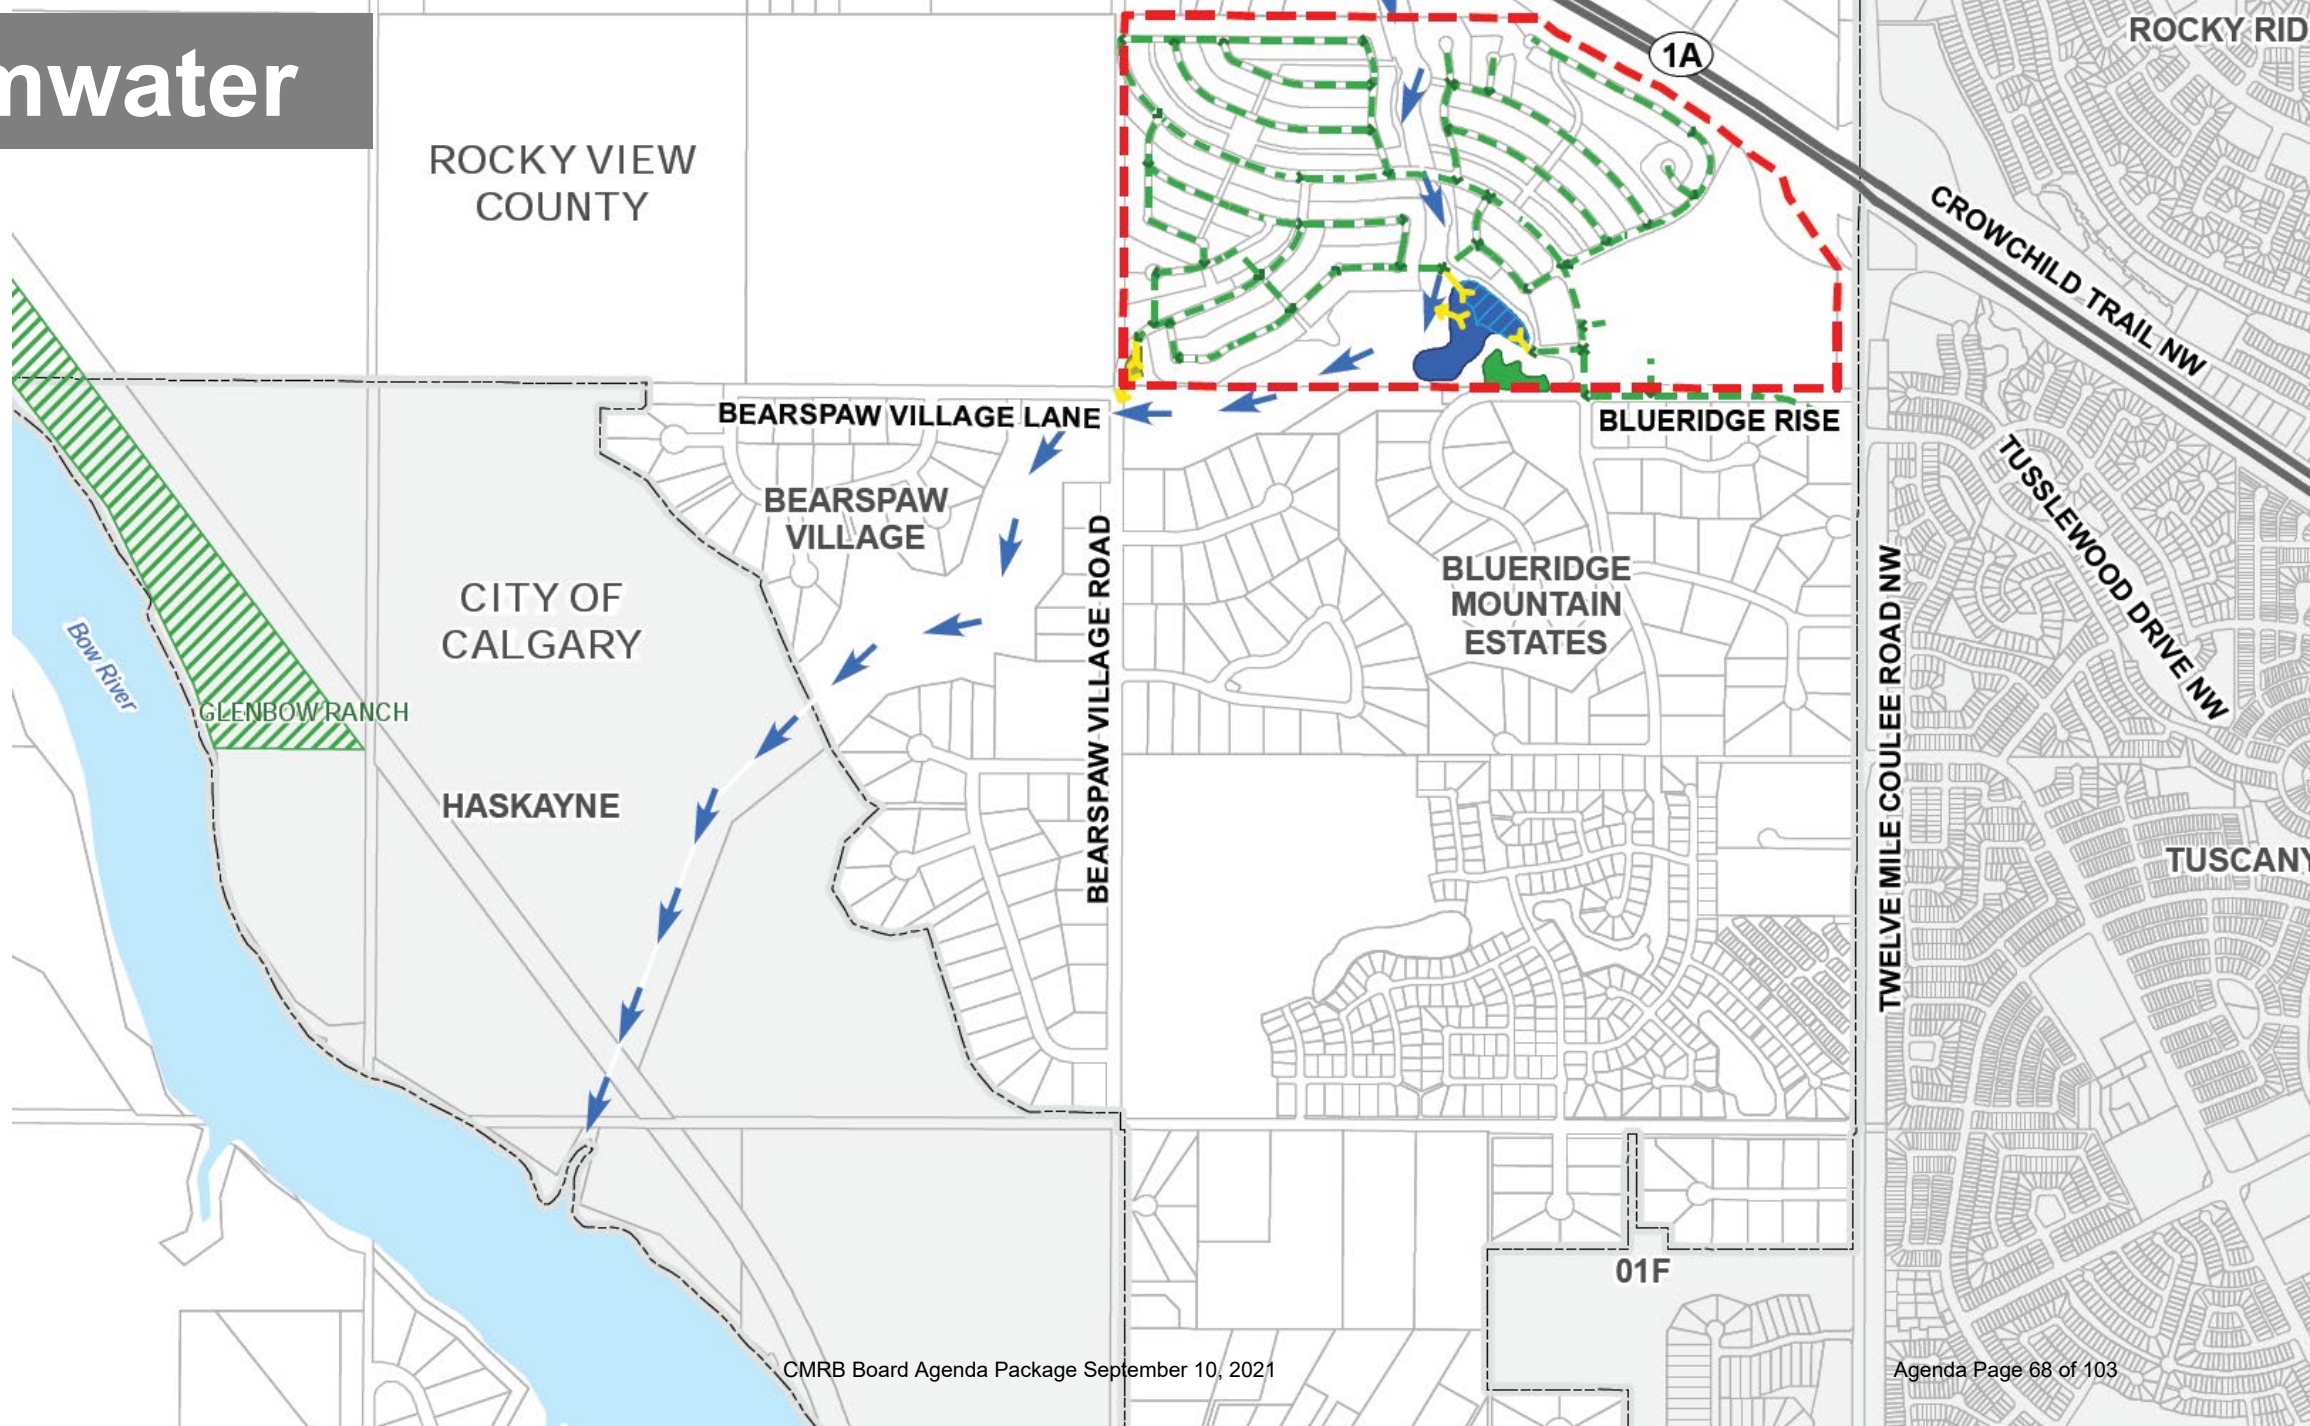 mwater
ROCKY VIEW
COUNTY
1A
ROCKY RID
CROWCHILD TRAIL NW
BEARSPAW VILLAGE LANE
BLUERIDGE RISE
TUSSLEWOOD DRIVE NW
BEARSPAW
VILLAGE
BEARSPAW VILLAGE ROAD
BLUERIDGE
MOUNTAIN
ESTATES
TWELVE MILE COULEE ROAD NW
CITY OF
CALGARY
Bow River
GLENBOW RANCH
HASKAYNE
TUSCANY
01F
CMRB Board Agenda Package September 10, 2021
Agenda Page 68 of 103